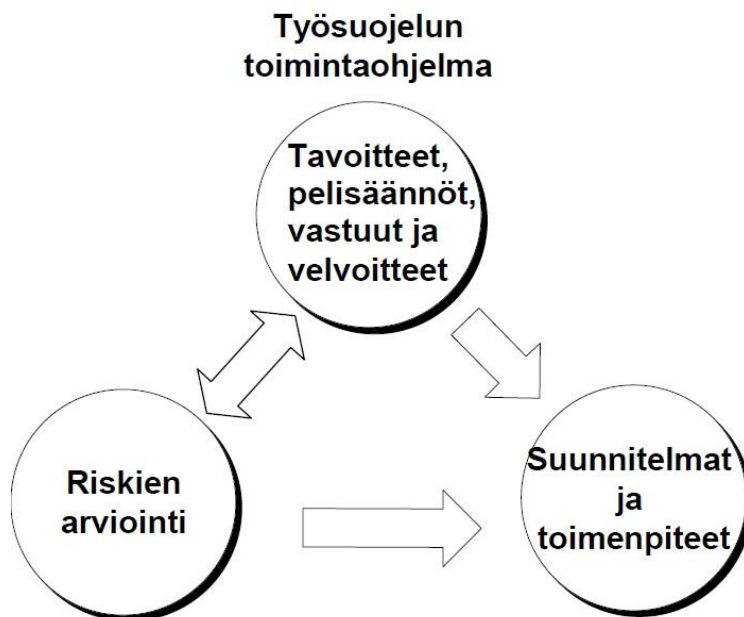 Työsuojelun
toimintaohjelma
Tavoitteet,
pelisäännöt,
vastuut ja
velvoitteet
Riskien
arviointi
Suunnitelmat
ja
toimenpiteet